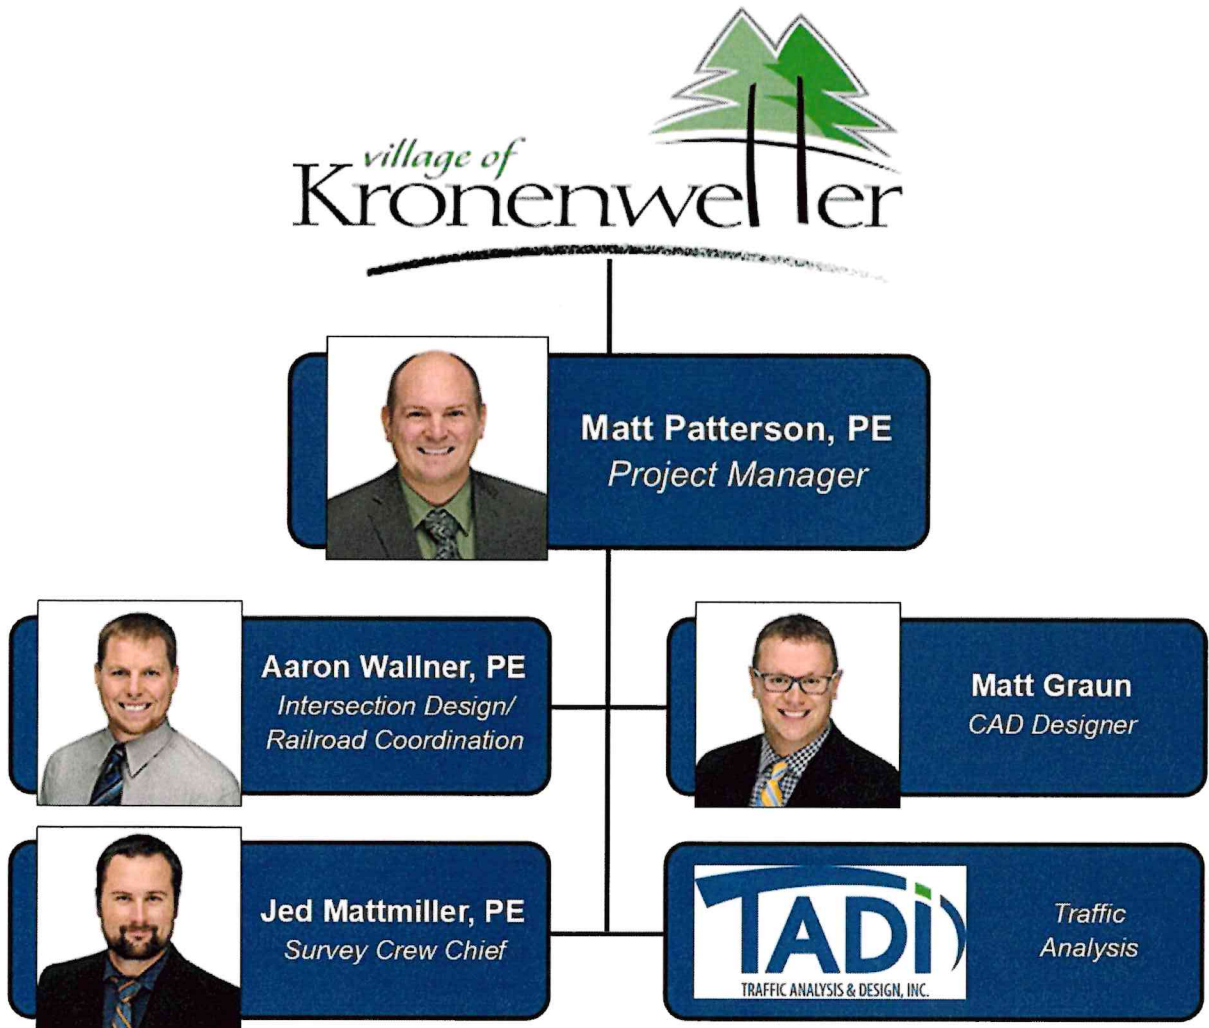 village of
Kronenwetter
Matt Patterson, PE
Project Manager
Aaron Wallner, PE
Intersection Design/
Railroad Coordination
Matt Graun
CAD Designer
Jed Mattmiller, PE
Survey Crew Chief
TADI
TRAFFIC ANALYSIS & DESIGN, INC.
Traffic
Analysis